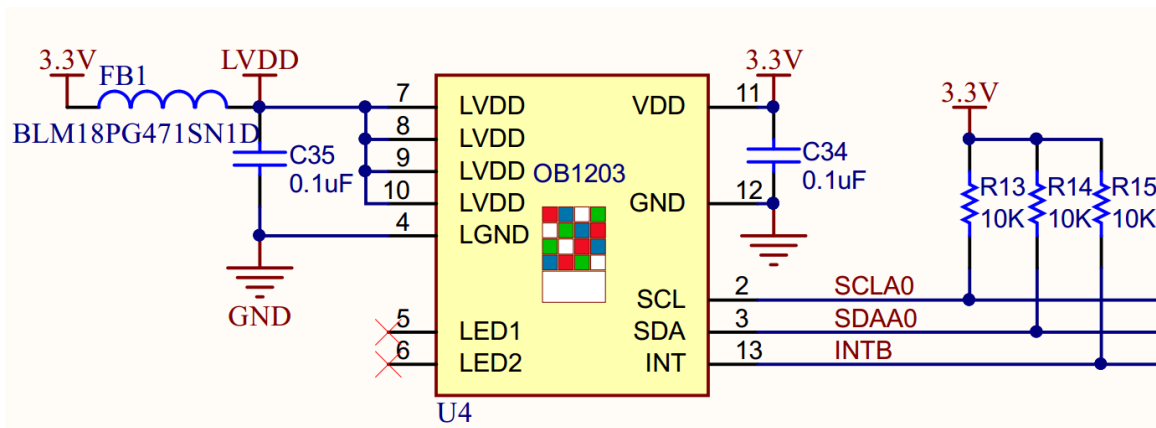 3.3V
FB1
LVDD
BLM18PG471SN1D
C35
0.1uF
GND
7
LVDD
8
LVDD
9
LVDD
10
LVDD
4
LGND
5
LED1
6
LED2
OB1203
VDD
11
GND
12
SCL
2
SDA
3
INT
13
U4
3.3V
C34
0.1uF
SCLA0
SDAA0
INTB
3.3V
R13
10K
R14
10K
R15
10K